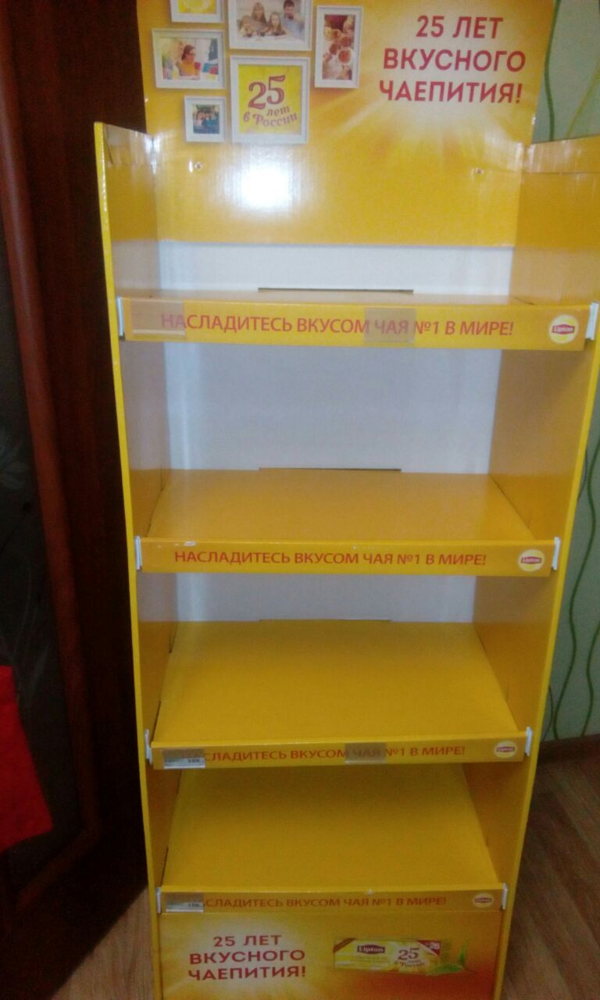 25 ЛЕТ
ВКУСНОГО
ЧАЕПИТИЯ!
25
лет
в России
НАСЛАДИТЕСЬ ВКУСОМ ЧАЯ №1 В МИРЕ!
Lipton
НАСЛАДИТЕСЬ ВКУСОМ ЧАЯ №1 В МИРЕ!
Lipton
СЛАДИТЕСЬ ВКУСОМ ЧАЯ №1 В МИРЕ!
Lipton
СЛАДИТЕСЬ ВКУСОМ ЧАЯ №1 В МИРЕ!
Lipton
25 ЛЕТ
ВКУСНОГО
ЧАЕПИТИЯ!
Lipton
25